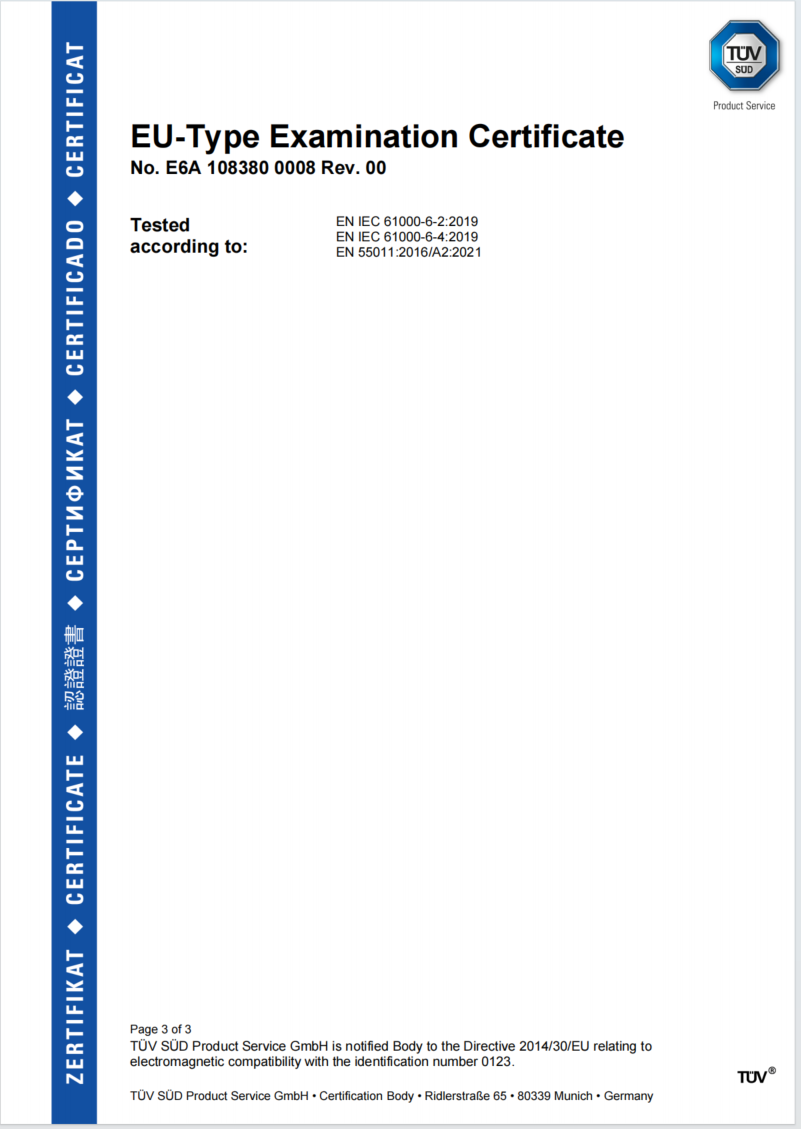 ZERTIFIKAT ◆ CERTIFICATE ◆ 認證證書 ◆ СЕРТИФИКАТ ◆ CERTIFICADO ◆ CERTIFICAT
TÜV
SÜD
Product Service
EU-Type Examination Certificate
No. E6A 108380 0008 Rev. 00
Tested
according to:
EN IEC 61000-6-2:2019
EN IEC 61000-6-4:2019
EN 55011:2016/A2:2021
Page 3 of 3
TÜV SÜD Product Service GmbH is notified Body to the Directive 2014/30/EU relating to
electromagnetic compatibility with the identification number 0123.
TÜV®
TÜV SÜD Product Service GmbH • Certification Body • Ridlerstraße 65 • 80339 Munich • Germany